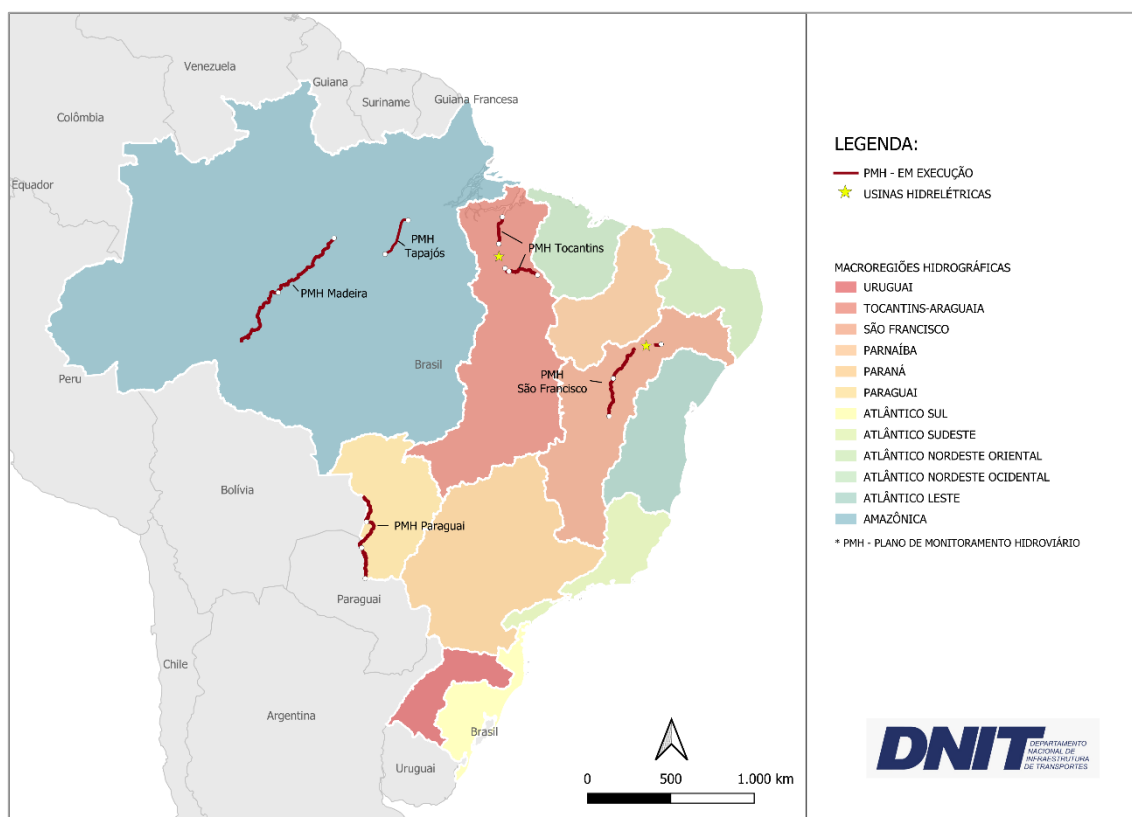 Venezuela
Guiana
Suriname
Guiana Francesa
Colômbia
Equador
PMH
Tapajós
PMH Tocantins
PMH Madeira
Brasil
Peru
PMH
São Francisco
Bolívia
PMH Paraguai
Paraguai
Chile
Argentina
Brasil
Uruguai
0 500 1.000 km
LEGENDA:
PMH - EM EXECUÇÃO
USINAS HIDRELÉTRICAS
MACROREGIÕES HIDROGRÁFICAS
URUGUAI
TOCANTINS-ARAGUAIA
SÃO FRANCISCO
PARNAÍBA
PARANÁ
PARAGUAI
ATLÂNTICO SUL
ATLÂNTICO SUDESTE
ATLÂNTICO NORDESTE ORIENTAL
ATLÂNTICO NORDESTE OCIDENTAL
ATLÂNTICO LESTE
AMAZÔNICA
* PMH - PLANO DE MONITORAMENTO HIDROVIÁRIO
DNIT
DEPARTAMENTO
NACIONAL DE
INFRAESTRUTURA
DE TRANSPORTES